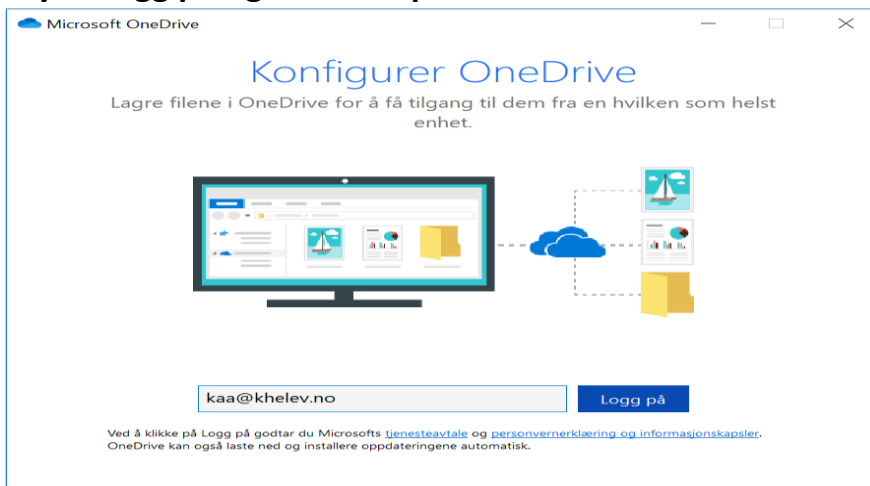 Microsoft OneDrive
Konfigurer OneDrive
Lagre filene i OneDrive for å få tilgang til dem fra en hvilken som helst
enhet.
kaa@khelev.no
Logg på
Ved å klikke på Logg på godtar du Microsofts tjenesteavtale og personvernerklæring og informasjonskapsler.
OneDrive kan også laste ned og installere oppdateringene automatisk.